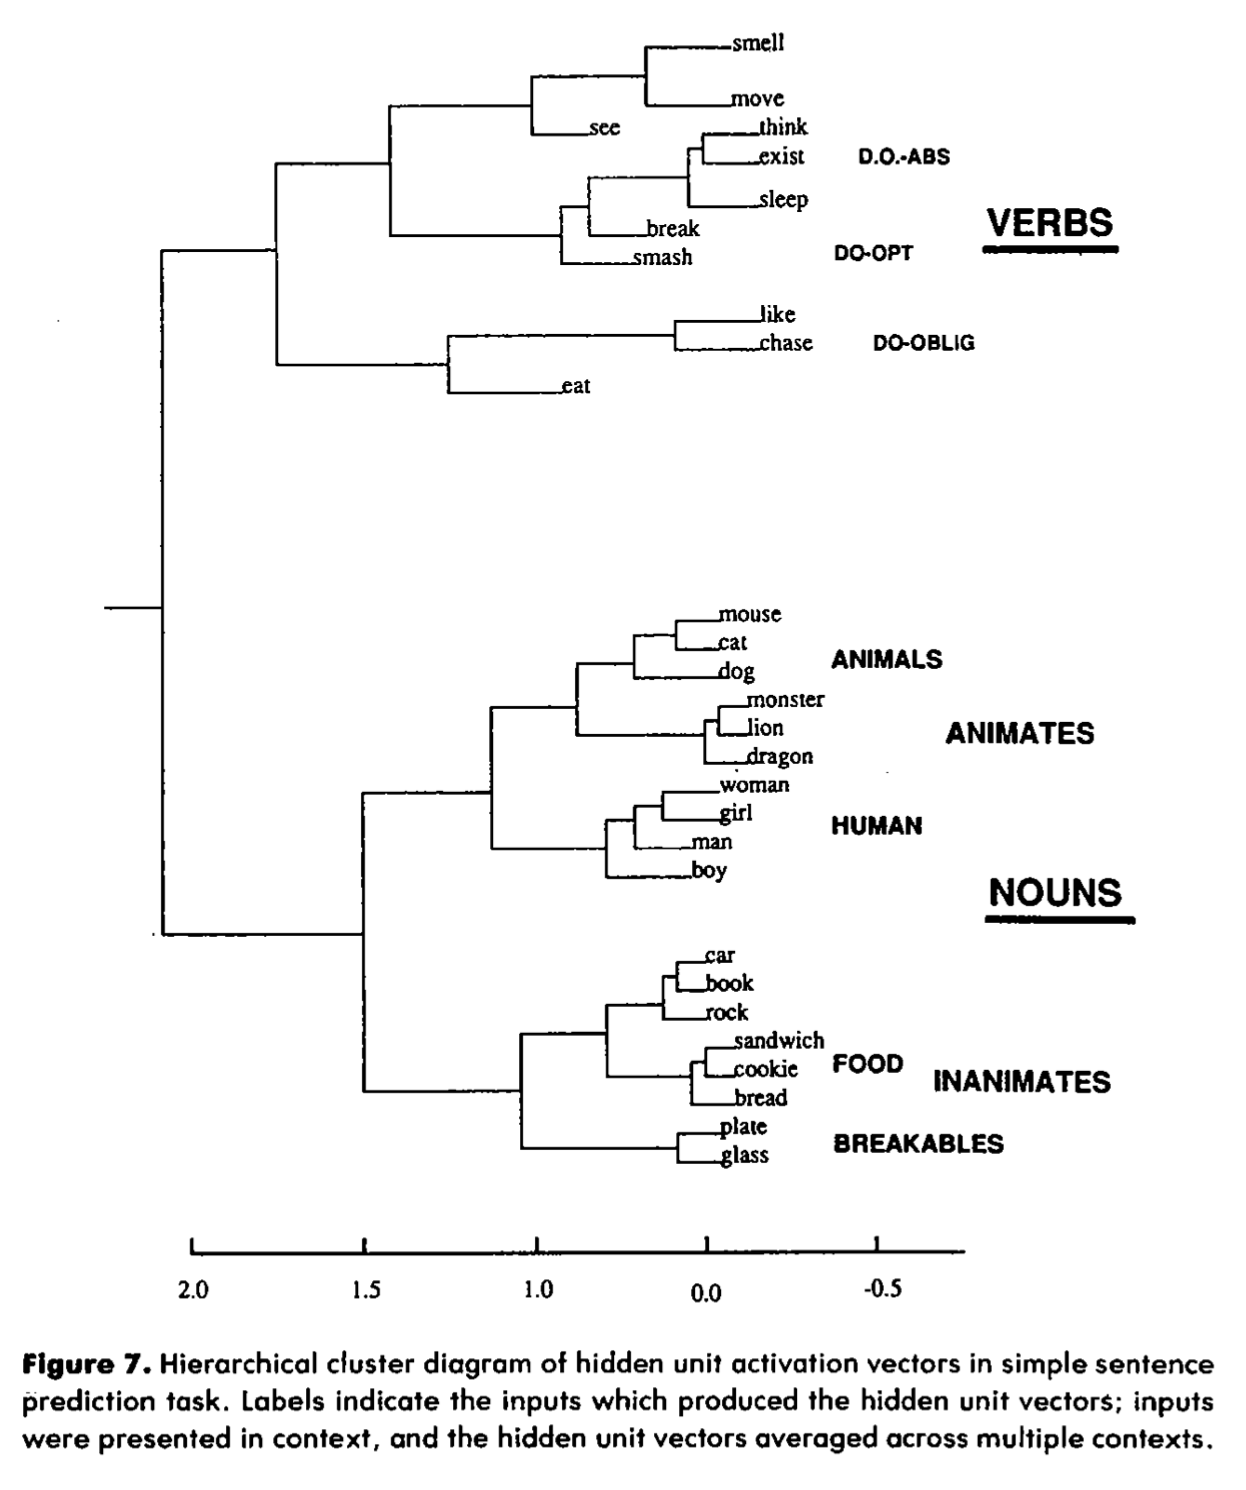 smell
move
see
think
exist
D.O.-ABS
sleep
VERBS
break
DO-OPT
smash
like
chase
DO-OBLIG
eat
mouse
cat
ANIMALS
dog
monster
lion
ANIMATES
dragon
woman
girl
HUMAN
man
boy
NOUNS
car
book
rock
sandwich
cookie
FOOD
INANIMATES
bread
plate
BREAKABLES
glass
2.0 1.5 1.0 0.0 -0.5
Figure 7. Hierarchical cluster diagram of hidden unit activation vectors in simple sentence
prediction task. Labels indicate the inputs which produced the hidden unit vectors; inputs
were presented in context, and the hidden unit vectors averaged across multiple contexts.